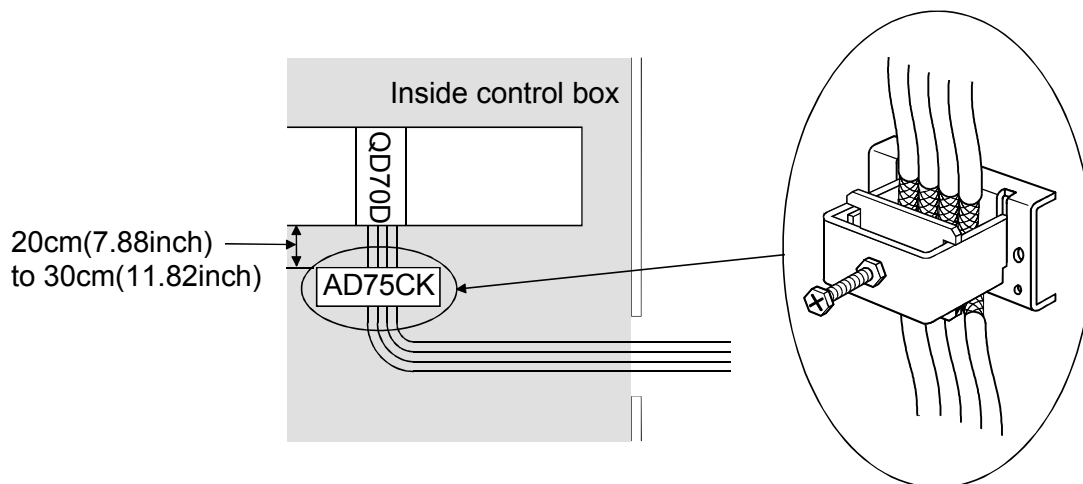 Inside control box
QD70D
20cm(7.88inch)
to 30cm(11.82inch)
AD75CK